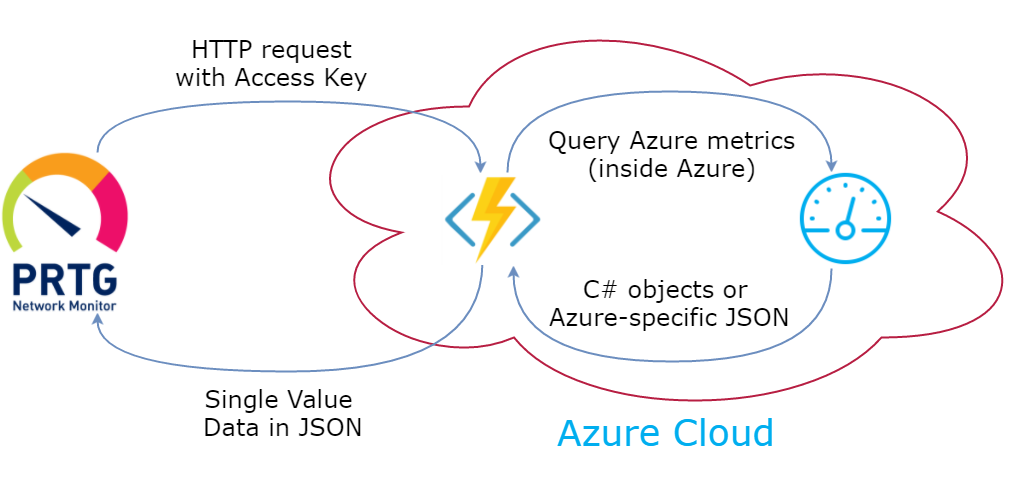 HTTP request
with Access Key
Query Azure metrics
(inside Azure)
PRTG
Network Monitor
C# objects or
Azure-specific JSON
Single Value
Data in JSON
Azure Cloud